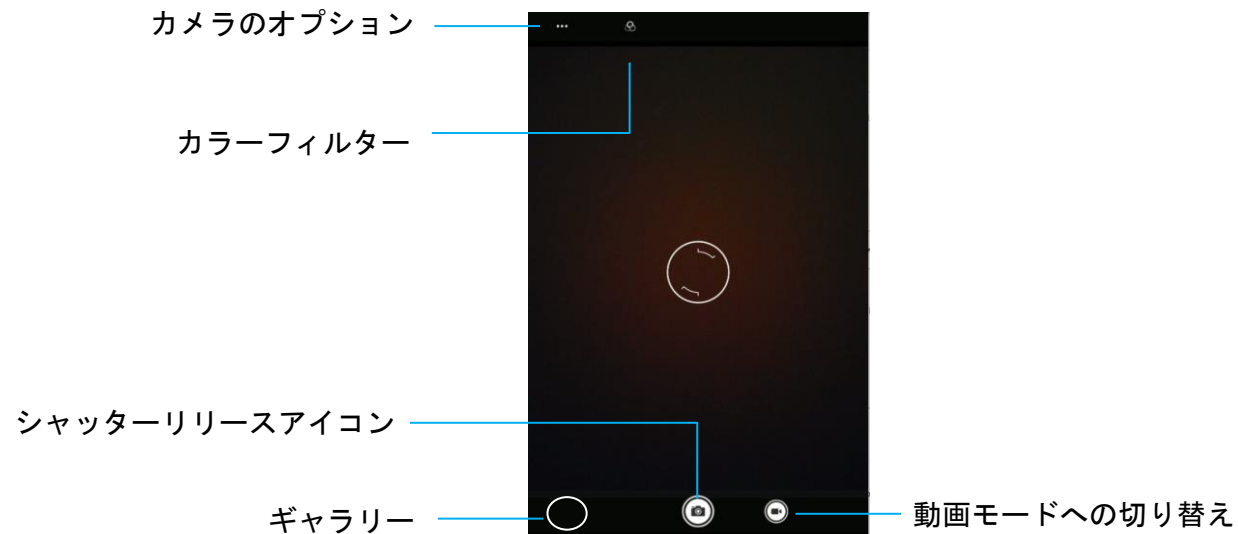 カメラのオプション
カラーフィルター
シャッターリリースアイコン
ギャラリー
動画モードへの切り替え